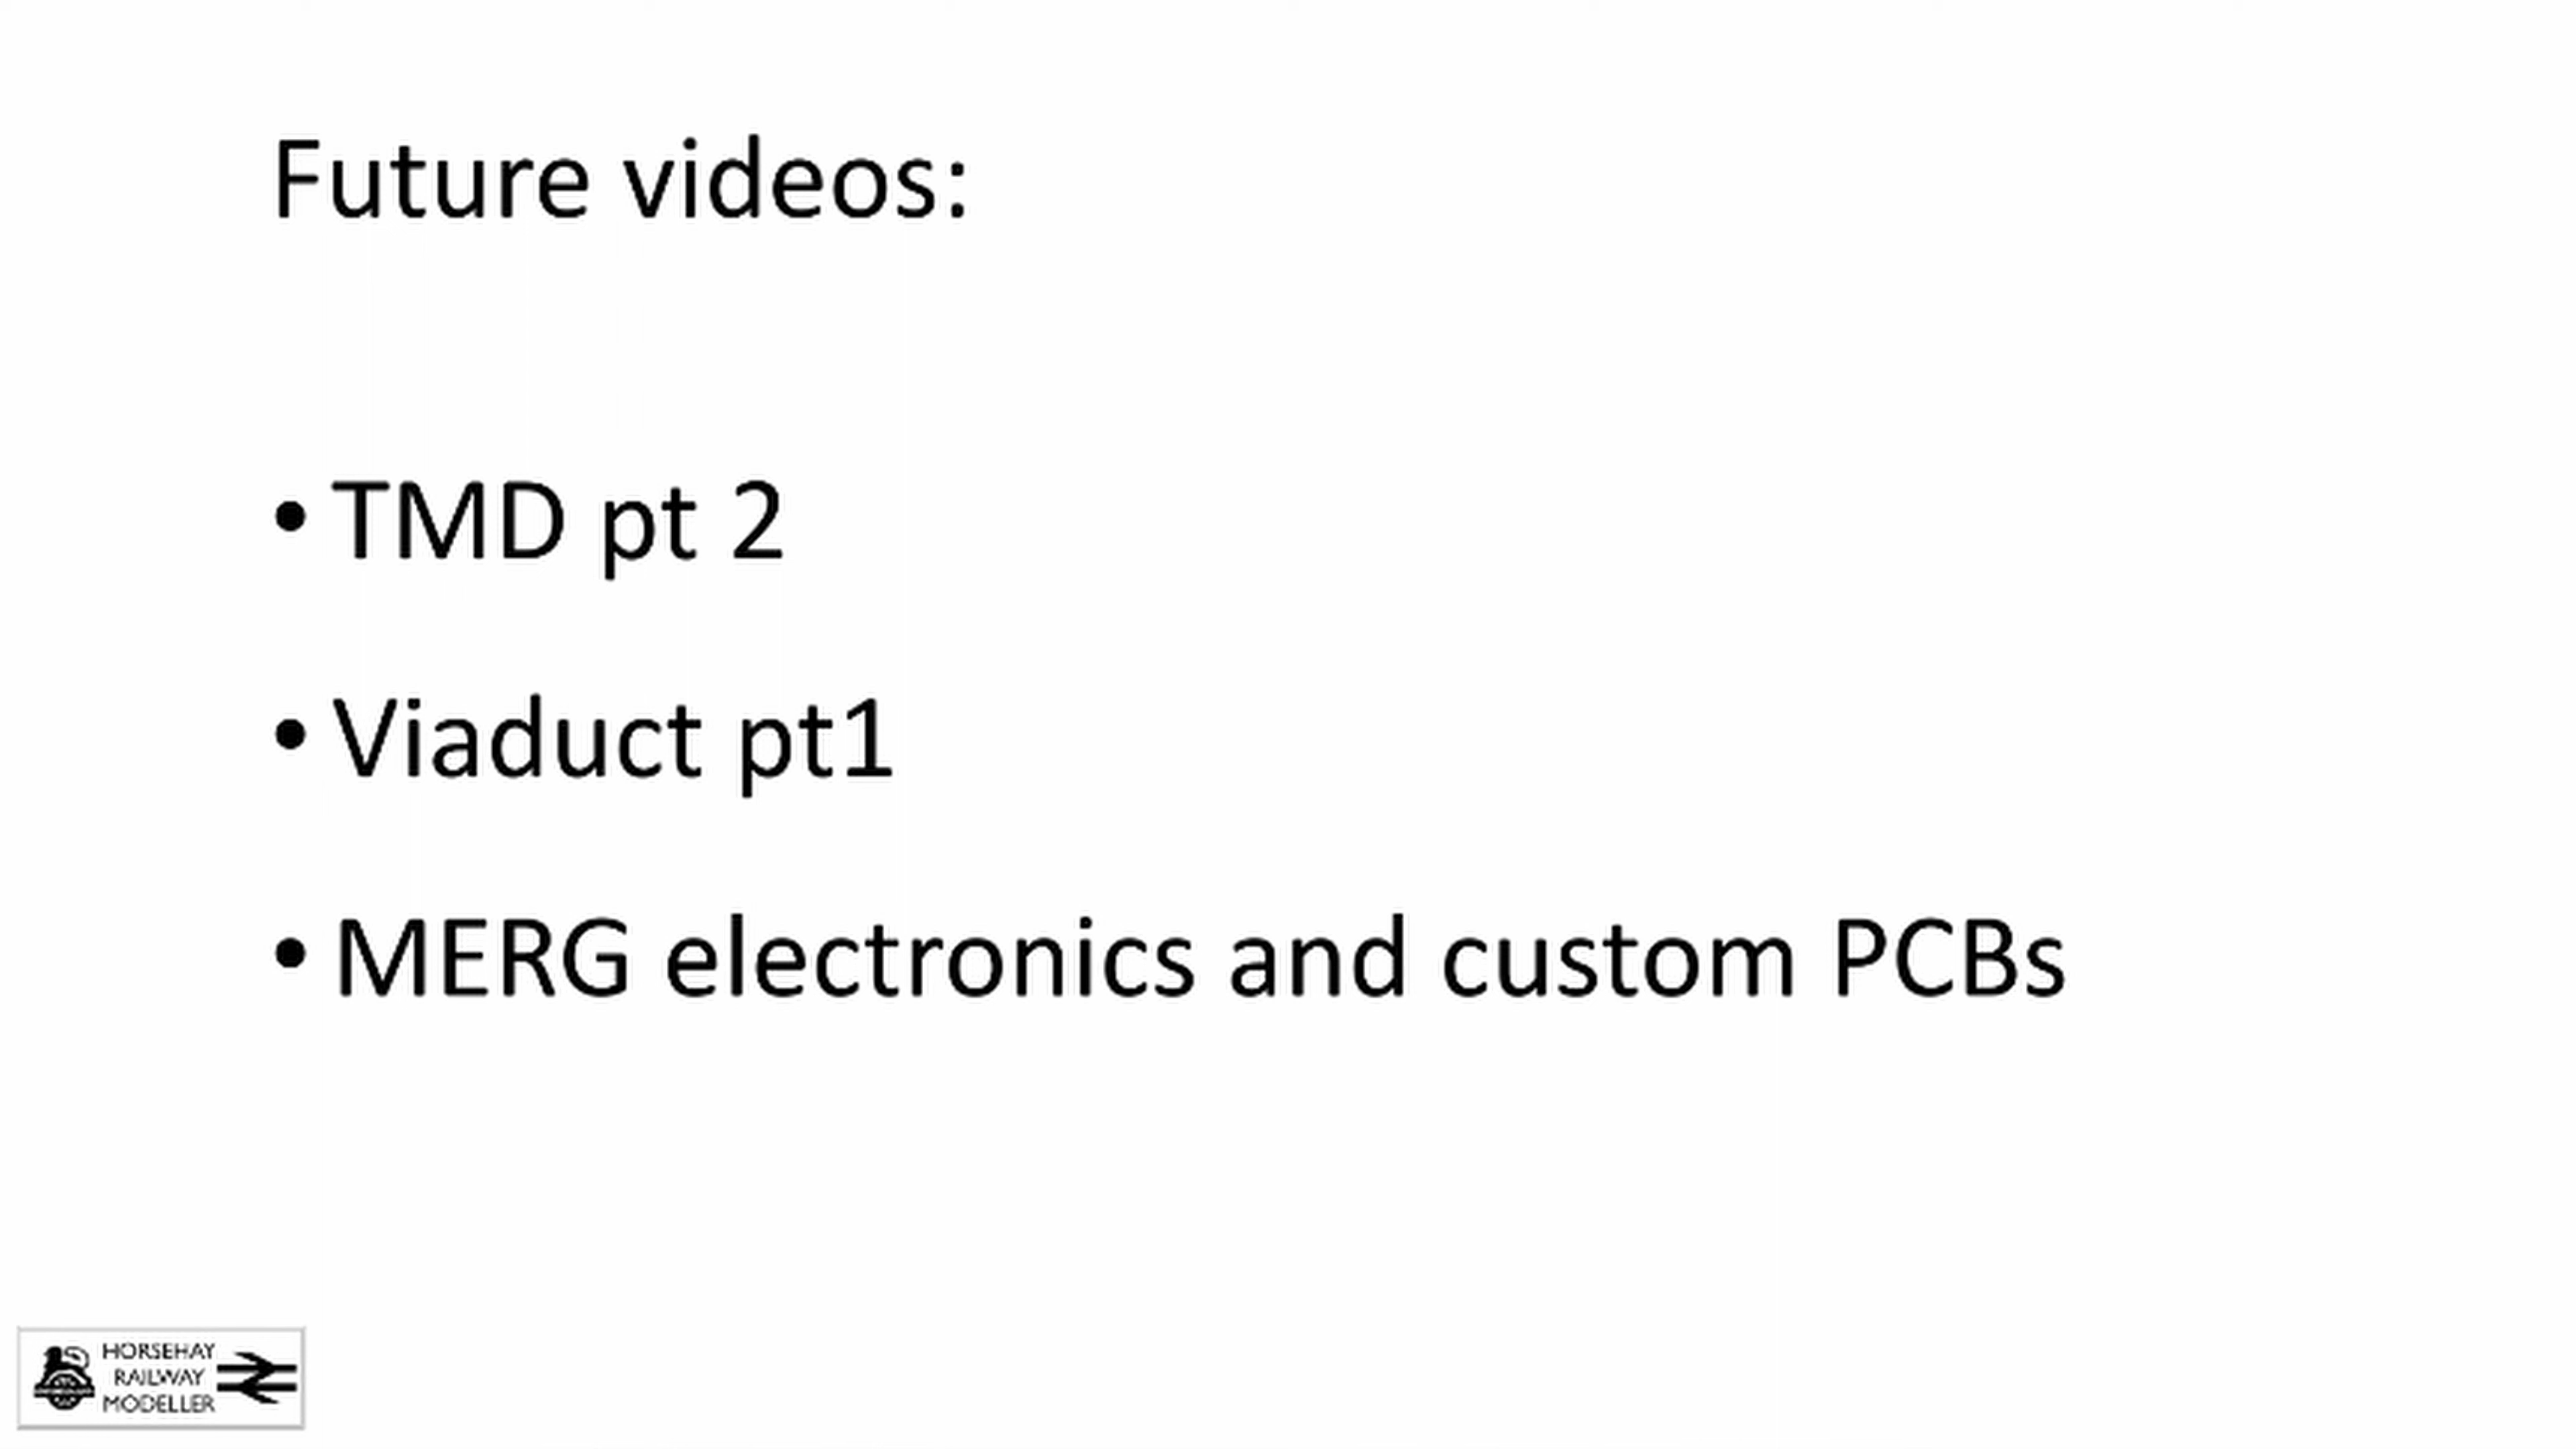 Future videos:
• TMD pt 2
• Viaduct pt1
• MERG electronics and custom PCBs
HORSEHAY
RAILWAY
MODELLER